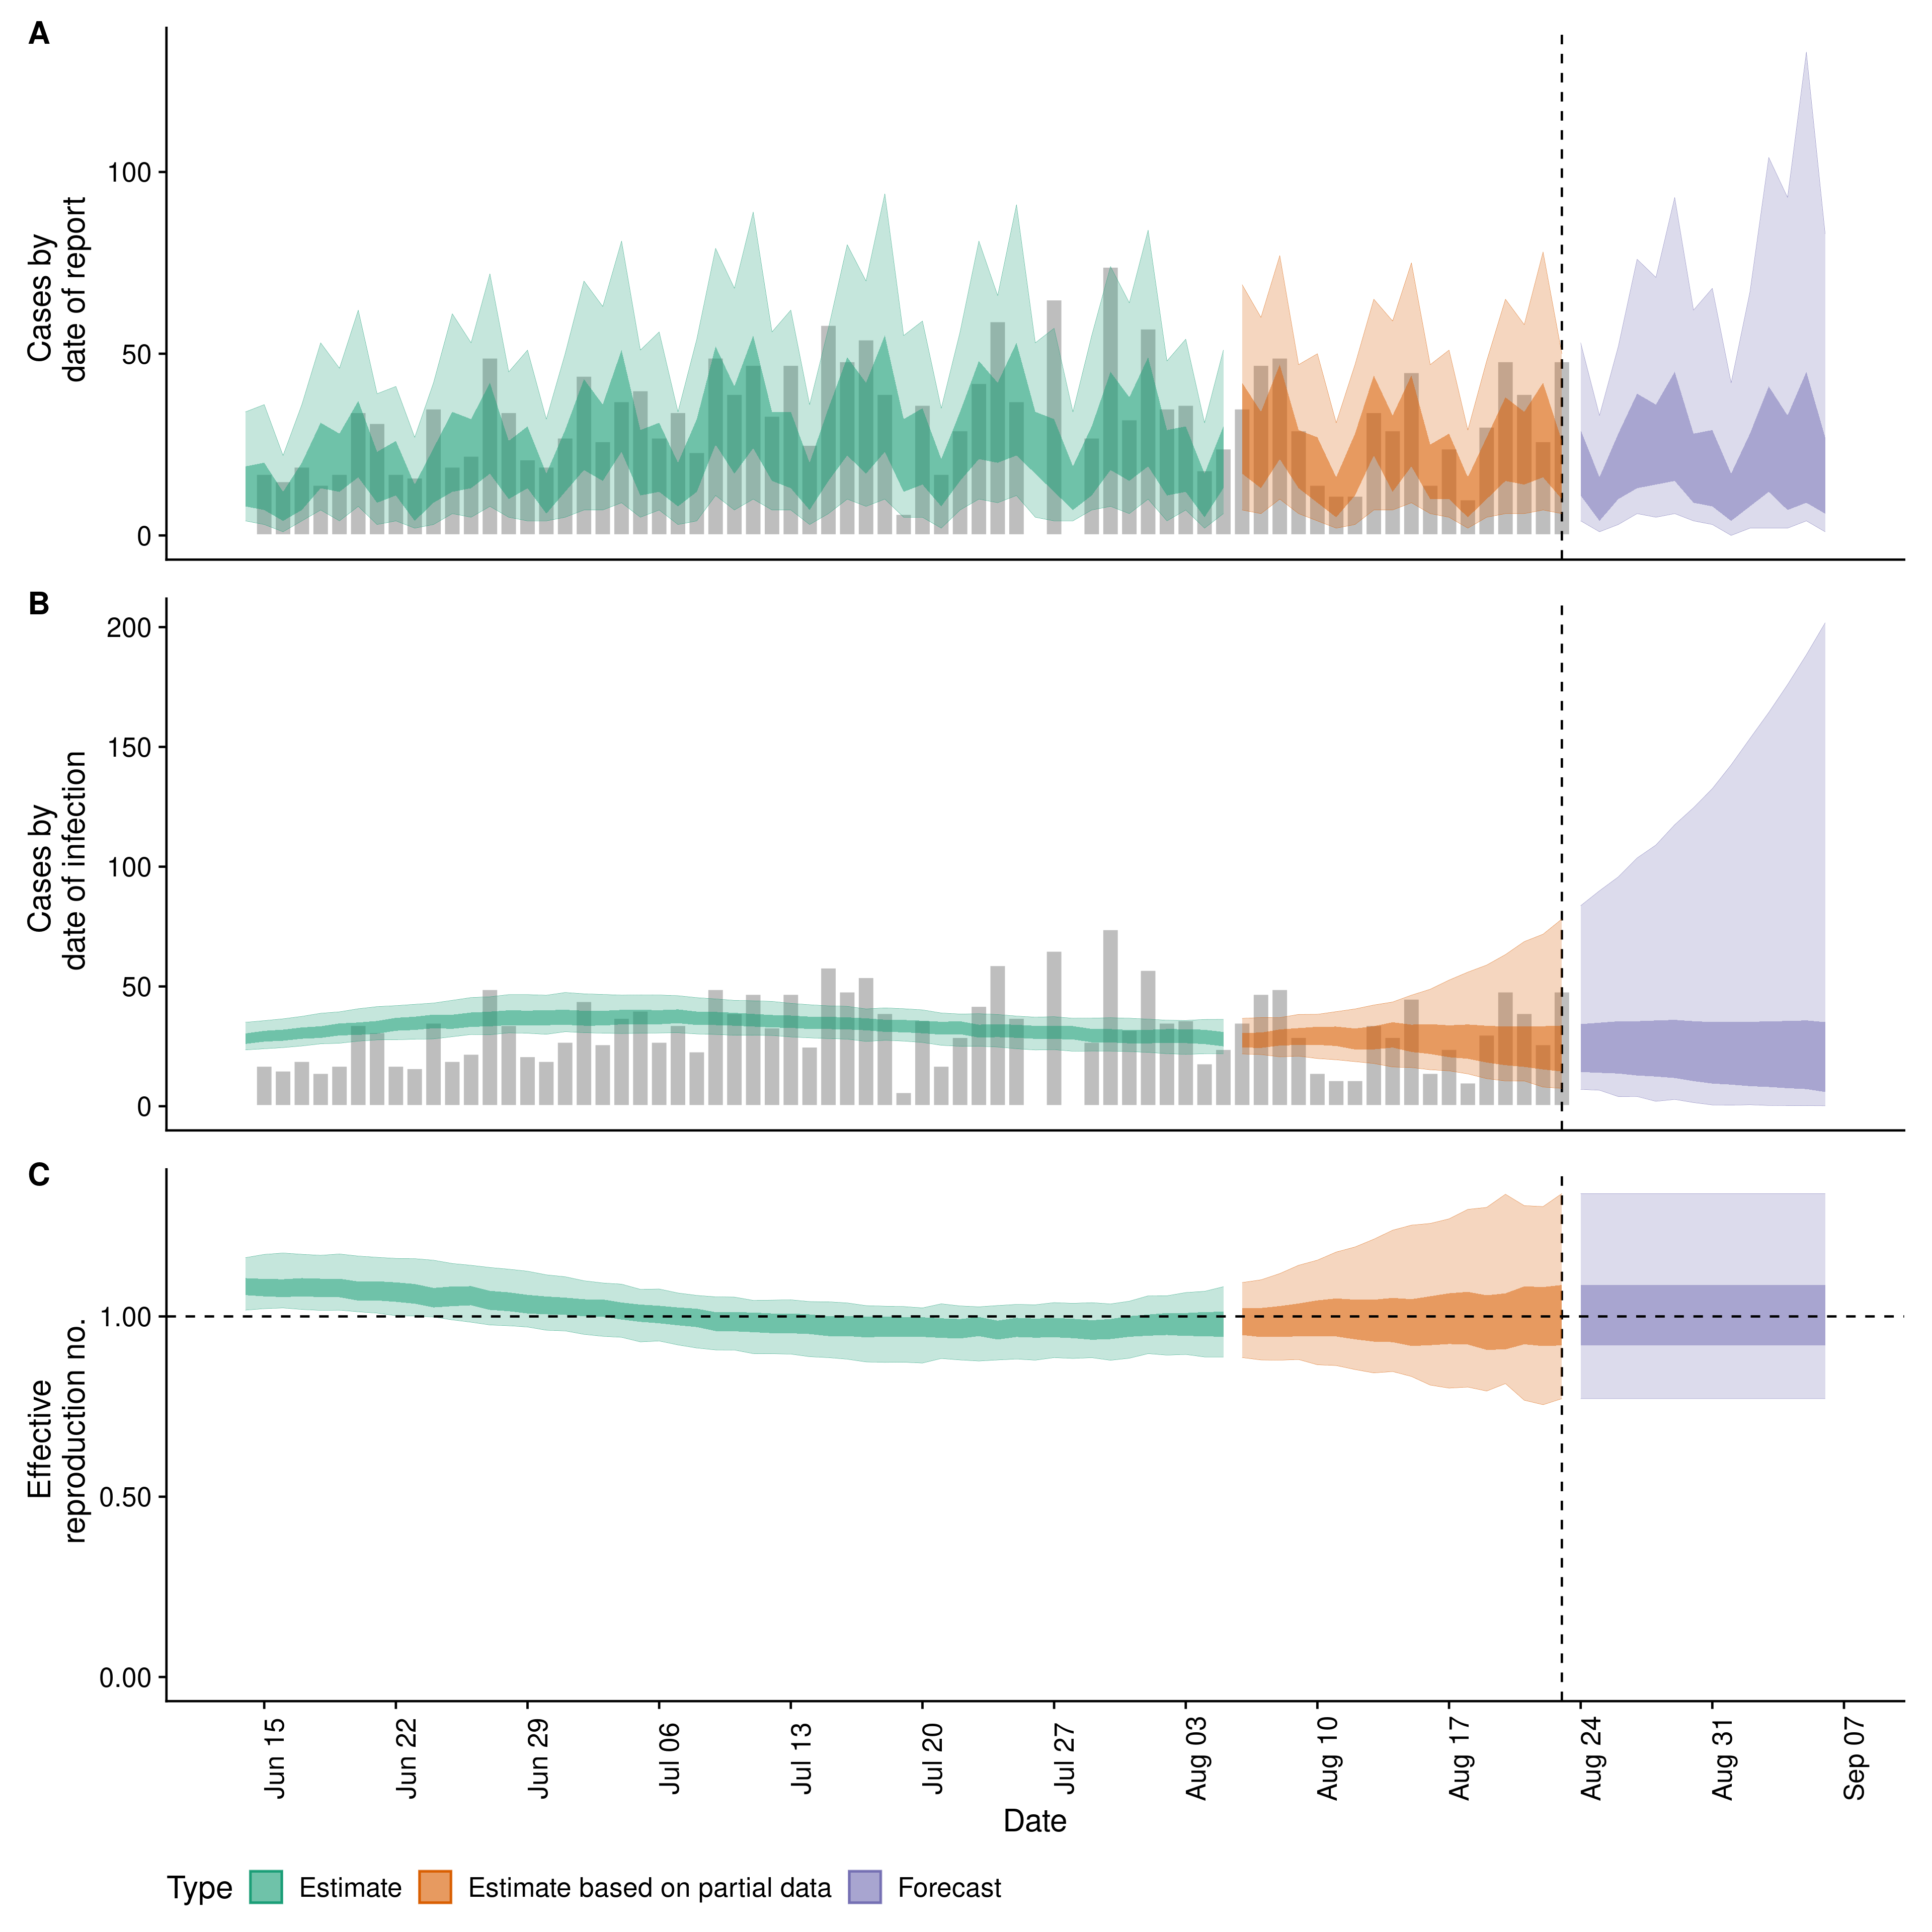 A
Cases by
date of report
100
50
0
B
Cases by
date of infection
200
150
100
50
0
C
Effective
reproduction no.
1.00
0.50
0.00
Jun 15
Jun 22
Jun 29
Jul 06
Jul 13
Jul 20
Jul 27
Aug 03
Aug 10
Aug 17
Aug 24
Aug 31
Sep 07
Date
Type Estimate Estimate based on partial data Forecast